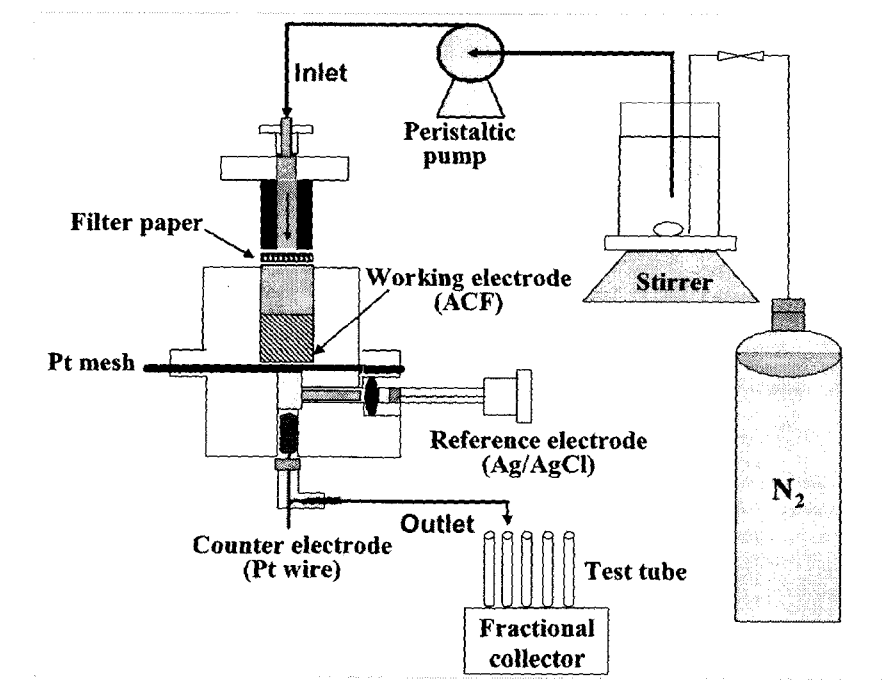 Inlet
Peristaltic
pump
Filter paper
Working electrode
(ACF)
Stirrer
Pt mesh
Reference electrode
(Ag/AgCl)
N2
Outlet
Counter electrode
(Pt wire)
Test tube
Fractional
collector